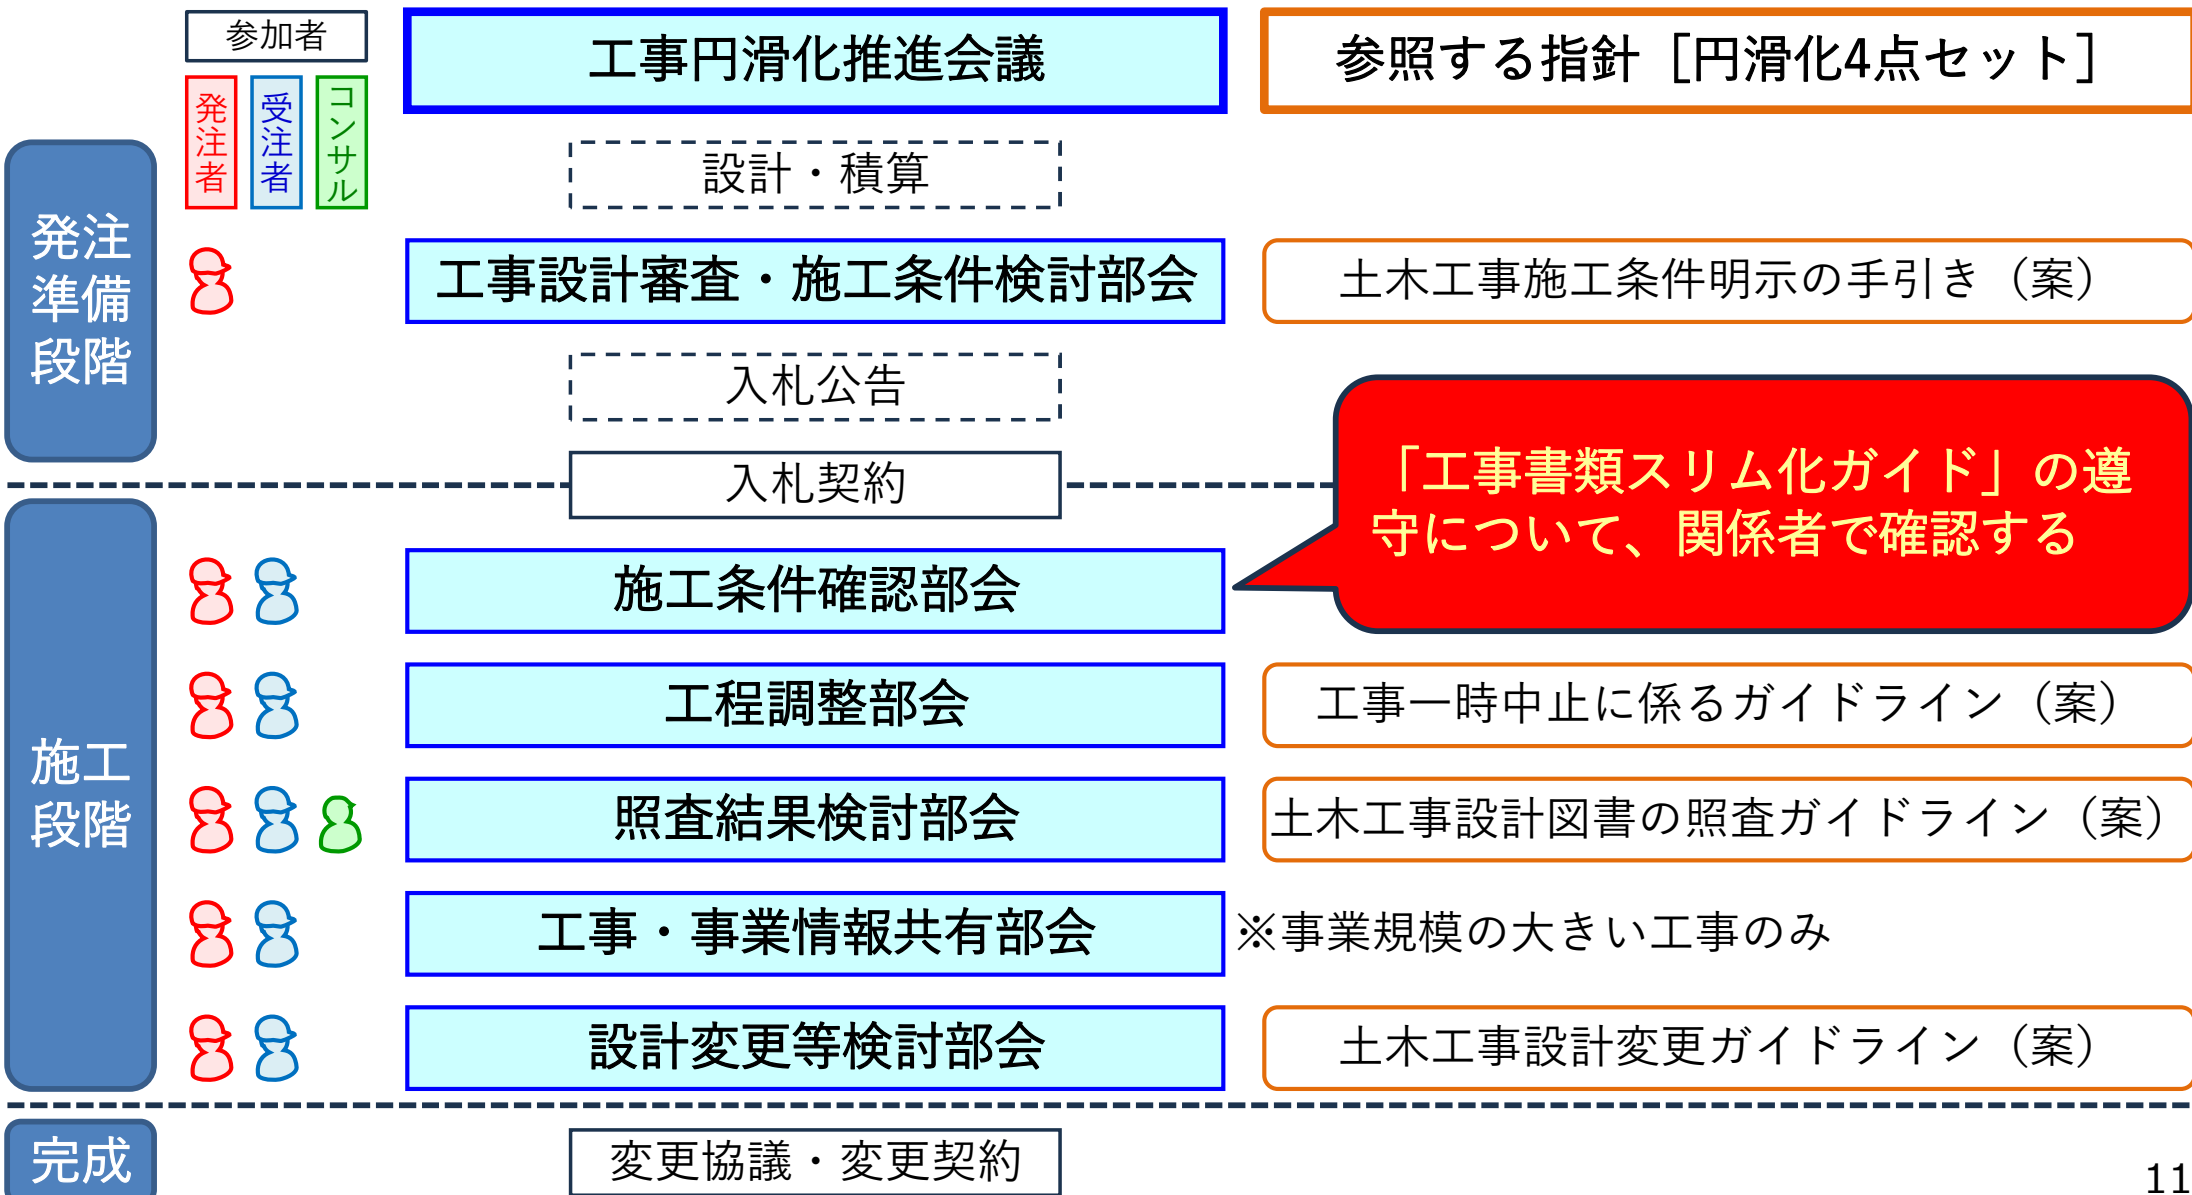 参加者
工事円滑化推進会議
参照する指針［円滑化4点セット］
発注者
受注者
コンサル
設計・積算
発注
準備
段階
工事設計審査・施工条件検討部会
土木工事施工条件明示の手引き（案）
入札公告
入札契約
「工事書類スリム化ガイド」の遵
守について、関係者で確認する
施工
段階
施工条件確認部会
工程調整部会
工事一時中止に係るガイドライン（案）
照査結果検討部会
土木工事設計図書の照査ガイドライン（案）
工事・事業情報共有部会
※事業規模の大きい工事のみ
設計変更等検討部会
土木工事設計変更ガイドライン（案）
完成
変更協議・変更契約
11